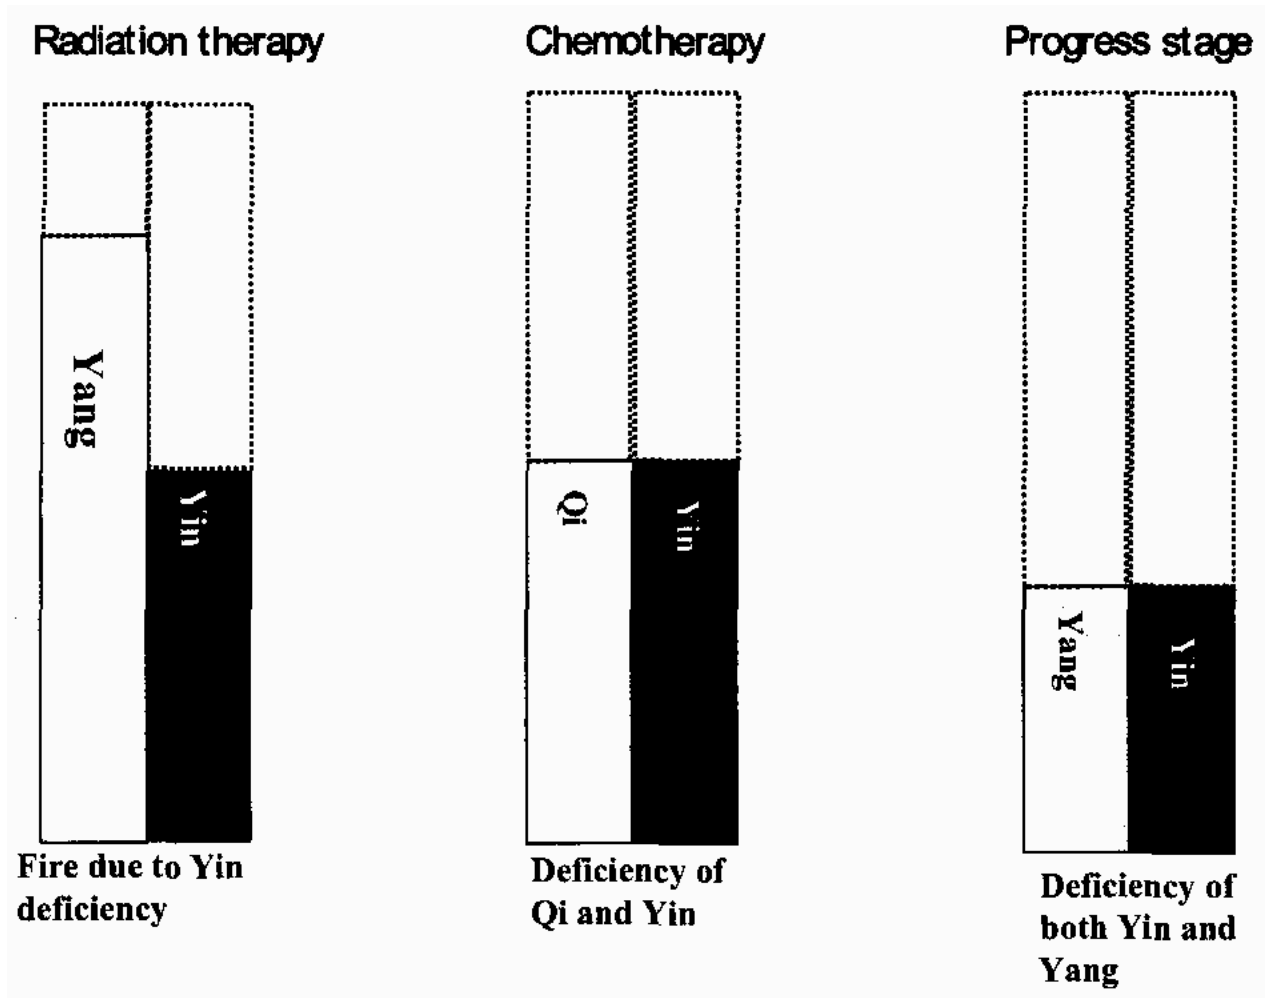 Radiation therapy
Chemotherapy
Progress stage
Yang
Yin
Qi
Yin
Yang
Yin
Fire due to Yin
deficiency
Deficiency of
Qi and Yin
Deficiency of
both Yin and
Yang